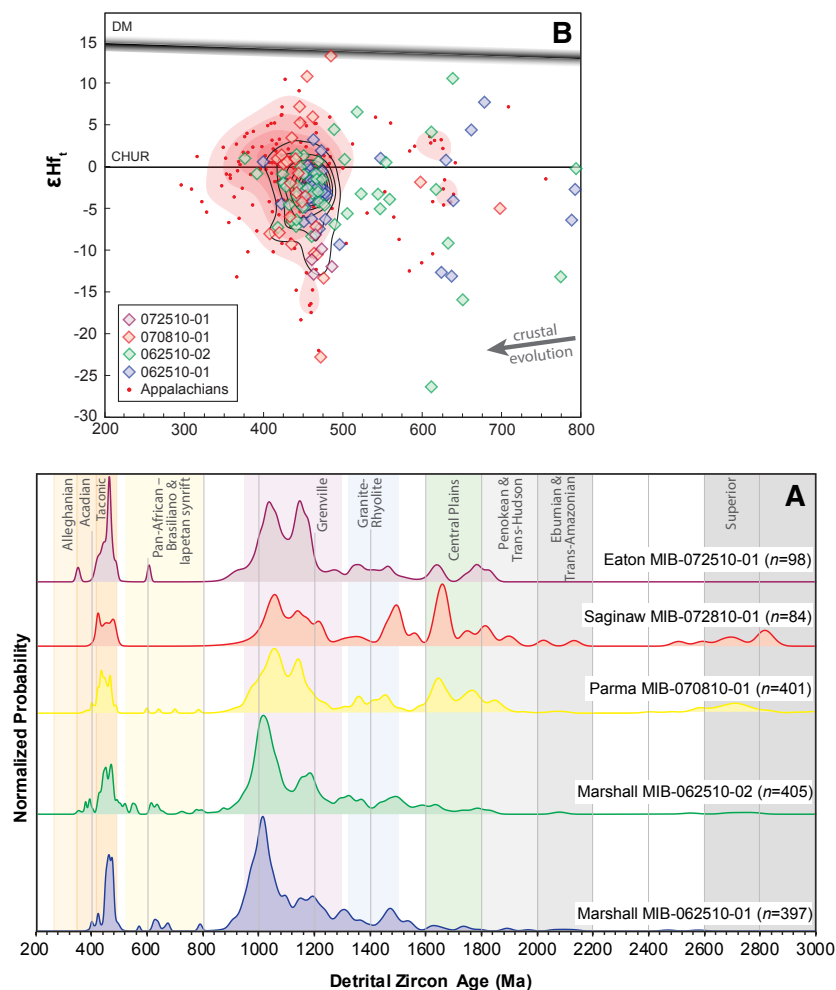 DM
B
15
10
5
CHUR
0
-5
-10
-15
-20
-25
-30
εHf t
072510-01
070810-01
062510-02
062510-01
Appalachians
crustal
evolution
200 300 400 500 600 700 800
A
Alleghanian
Acadian
Taconic
Pan-African –
Brasiliano &
Iapetan synrift
Grenville
Granite-
Rhyolite
Central Plains
Penokean &
Trans-Hudson
Eburnian &
Trans-Amazonian
Superior
Eaton MIB-072510-01 (n=98)
Saginaw MIB-072810-01 (n=84)
Parma MIB-070810-01 (n=401)
Marshall MIB-062510-02 (n=405)
Marshall MIB-062510-01 (n=397)
Normalized Probability
200 400 600 800 1000 1200 1400 1600 1800 2000 2200 2400 2600 2800 3000
Detrital Zircon Age (Ma)